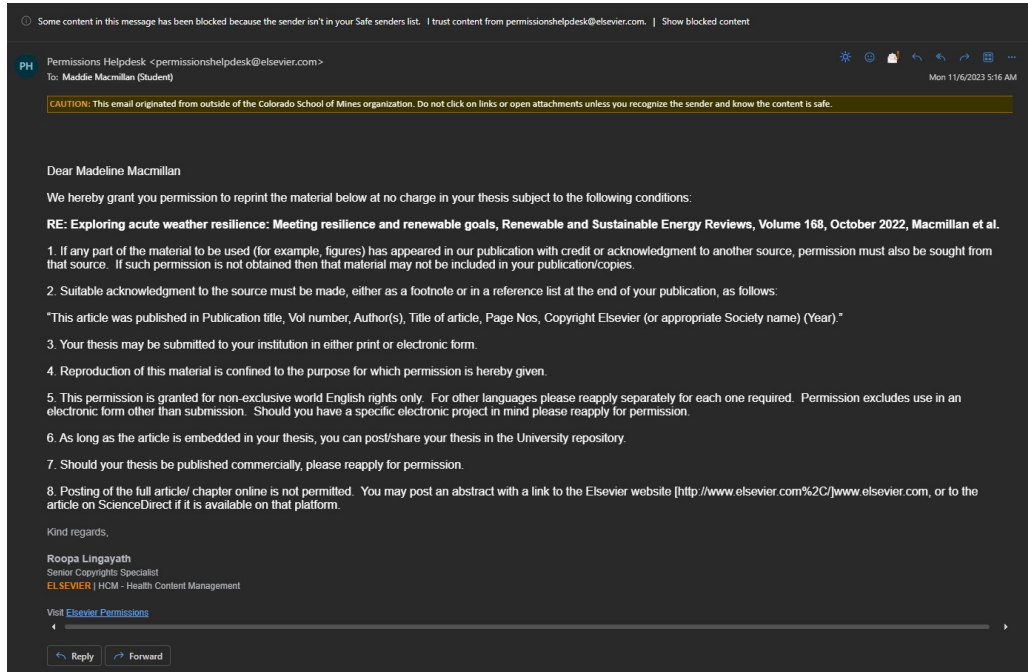 Some content in this message has been blocked because the sender isn't in your Safe senders list. I trust content from permissionshelpdesk@elsevier.com. | Show blocked content
PH
Permissions Helpdesk <permissionshelpdesk@elsevier.com>
To: Maddie Macmillan (Student)
Mon 11/6/2023 5:16 AM
CAUTION: This email originated from outside of the Colorado School of Mines organization. Do not click on links or open attachments unless you recognize the sender and know the content is safe.
Dear Madeline Macmillan
We hereby grant you permission to reprint the material below at no charge in your thesis subject to the following conditions:
RE: Exploring acute weather resilience: Meeting resilience and renewable goals, Renewable and Sustainable Energy Reviews, Volume 168, October 2022, Macmillan et al.
1. If any part of the material to be used (for example, figures) has appeared in our publication with credit or acknowledgment to another source, permission must also be sought from
that source. If such permission is not obtained then that material may not be included in your publication/copies.
2. Suitable acknowledgment to the source must be made, either as a footnote or in a reference list at the end of your publication, as follows:
"This article was published in Publication title, Vol number, Author(s), Title of article, Page Nos, Copyright Elsevier (or appropriate Society name) (Year)."
3. Your thesis may be submitted to your institution in either print or electronic form.
4. Reproduction of this material is confined to the purpose for which permission is hereby given.
5. This permission is granted for non-exclusive world English rights only. For other languages please reapply separately for each one required. Permission excludes use in an
electronic form other than submission. Should you have a specific electronic project in mind please reapply for permission.
6. As long as the article is embedded in your thesis, you can post/share your thesis in the University repository.
7. Should your thesis be published commercially, please reapply for permission.
8. Posting of the full article/ chapter online is not permitted. You may post an abstract with a link to the Elsevier website [http://www.elsevier.com%2C/]www.elsevier.com, or to the
article on ScienceDirect if it is available on that platform.
Kind regards,
Roopa Lingayath
Senior Copyrights Specialist
ELSEVIER | HCM - Health Content Management
Visit Elsevier Permissions
Reply Forward